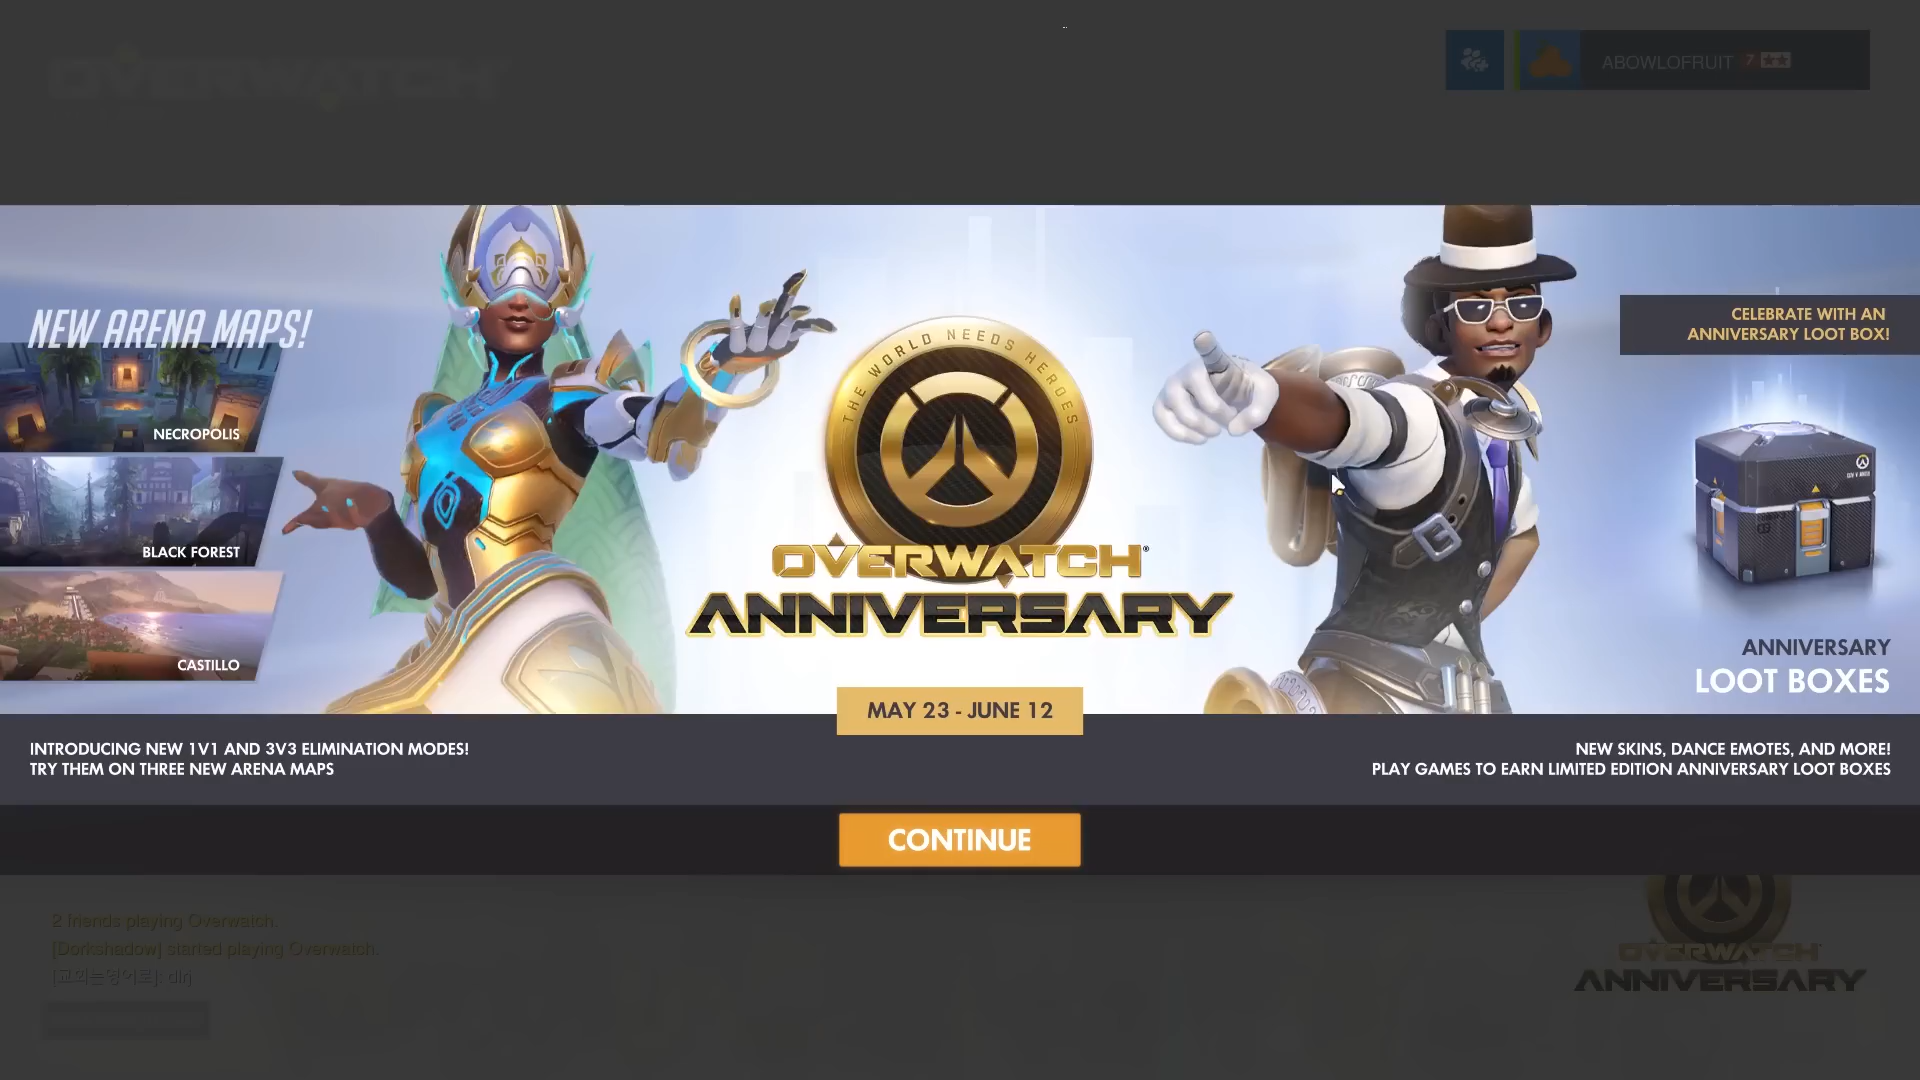 OVERWATCH
ABOWLOFRUIT 7
NEW ARENA MAPS!
NECROPOLIS
BLACK FOREST
CASTILLO
THE WORLD NEEDS HEROES
OVERWATCH
ANNIVERSARY
MAY 23 - JUNE 12
CELEBRATE WITH AN
ANNIVERSARY LOOT BOX!
ANNIVERSARY
LOOT BOXES
INTRODUCING NEW 1V1 AND 3V3 ELIMINATION MODES!
TRY THEM ON THREE NEW ARENA MAPS
NEW SKINS, DANCE EMOTES, AND MORE!
PLAY GAMES TO EARN LIMITED EDITION ANNIVERSARY LOOT BOXES
CONTINUE
2 friends playing Overwatch.
[Dorkshadow] started playing Overwatch.
OVERWATCH
ANNIVERSARY